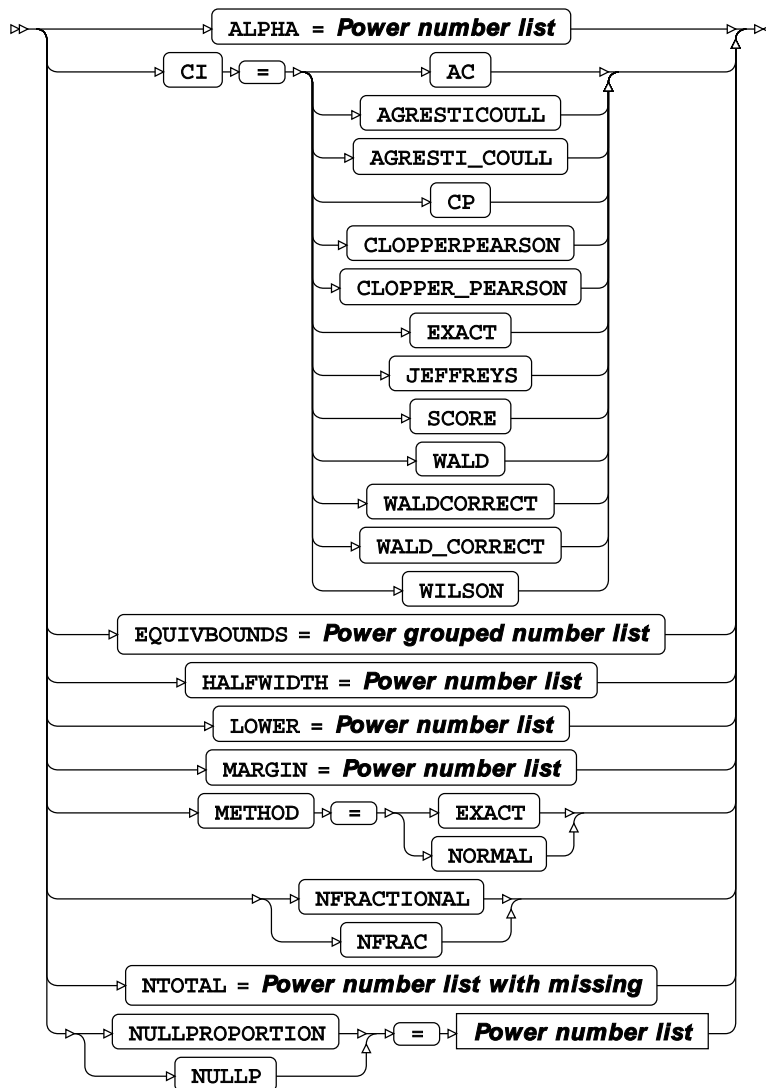 ALPHA = Power number list
CI = AC
AGRESTICOULL
AGRESTI_COULL
CP
CLOPPERPEARSON
CLOPPER_PEARSON
EXACT
JEFFREYS
SCORE
WALD
WALDCORRECT
WALD_CORRECT
WILSON
EQUIVBOUNDS = Power grouped number list
HALFWIDTH = Power number list
LOWER = Power number list
MARGIN = Power number list
METHOD = EXACT
NORMAL
NFRACTIONAL
NFRAC
NTOTAL = Power number list with missing
NULLPROPORTION = Power number list
NULLP